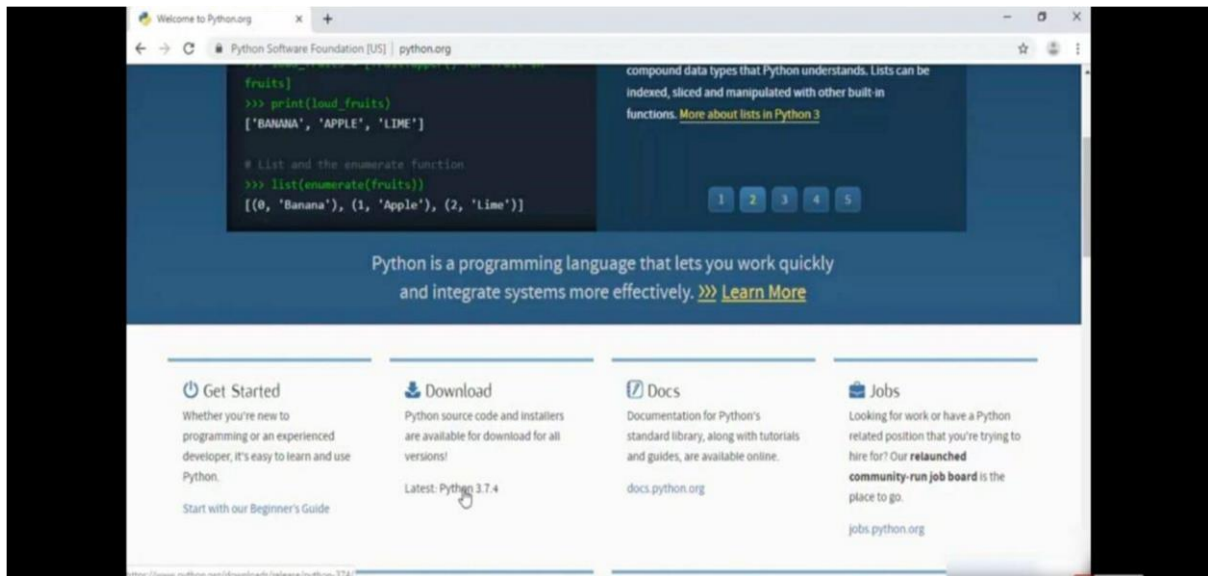 Welcome to Python.org
Python Software Foundation [US] | python.org
fruits]
>>> print(loud_fruits)
['BANANA', 'APPLE', 'LIME']
# List and the enumerate function
>>> list(enumerate(fruits))
[(0, 'Banana'), (1, 'Apple'), (2, 'Lime')]
compound data types that Python understands. Lists can be
indexed, sliced and manipulated with other built-in
functions. More about lists in Python 3
1 2 3 4 5
Python is a programming language that lets you work quickly
and integrate systems more effectively. >>> Learn More
Get Started
Whether you're new to
programming or an experienced
developer, it's easy to learn and use
Python.
Start with our Beginner's Guide
Download
Python source code and installers
are available for download for all
versions!
Latest: Python 3.7.4
Docs
Documentation for Python's
standard library, along with tutorials
and guides, are available online.
docs.python.org
Jobs
Looking for work or have a Python
related position that you're trying to
hire for? Our relaunched
community-run job board is the
place to go.
jobs.python.org